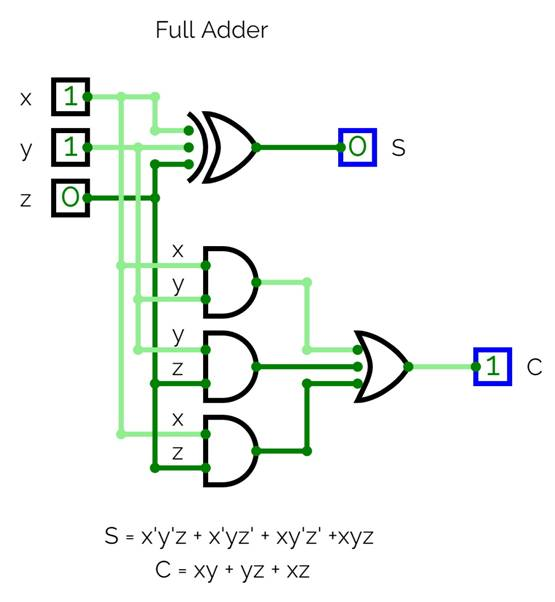 Full Adder
x 1
y 1
z 0
0 S
x
y
y
z
x
z
1 C
S = x'y'z + x'yz' + xy'z' +xyz
C = xy + yz + xz